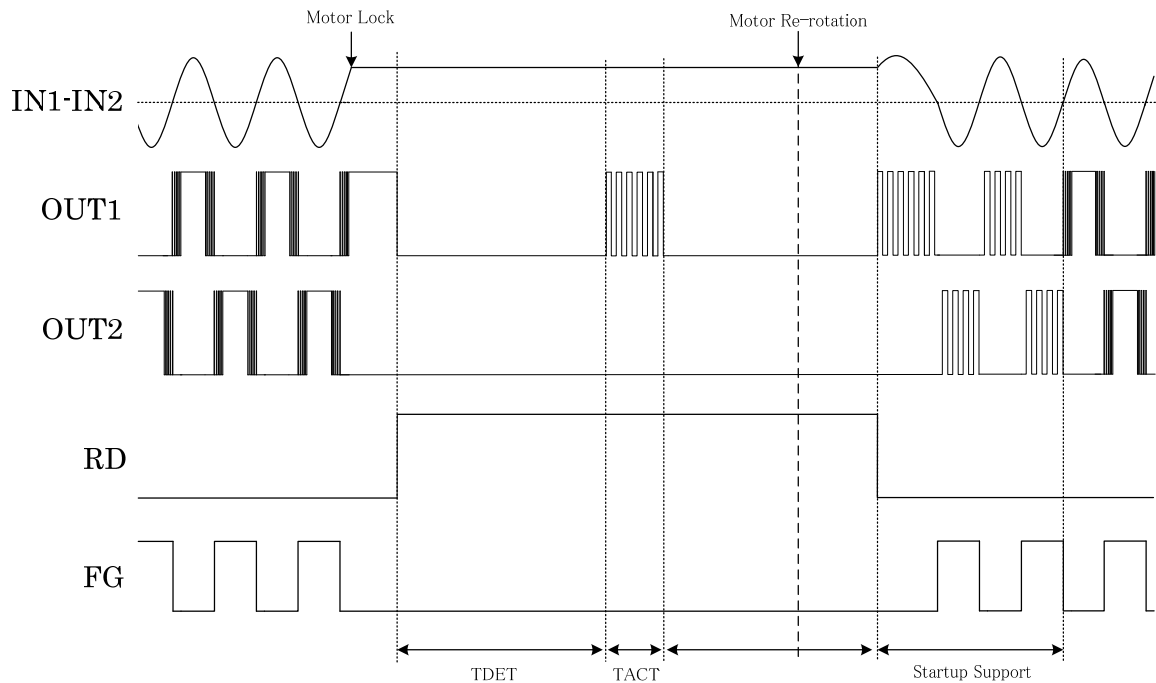 Motor Lock
Motor Re-rotation
IN1-IN2
OUT1
OUT2
RD
FG
TDET
TACT
Startup Support